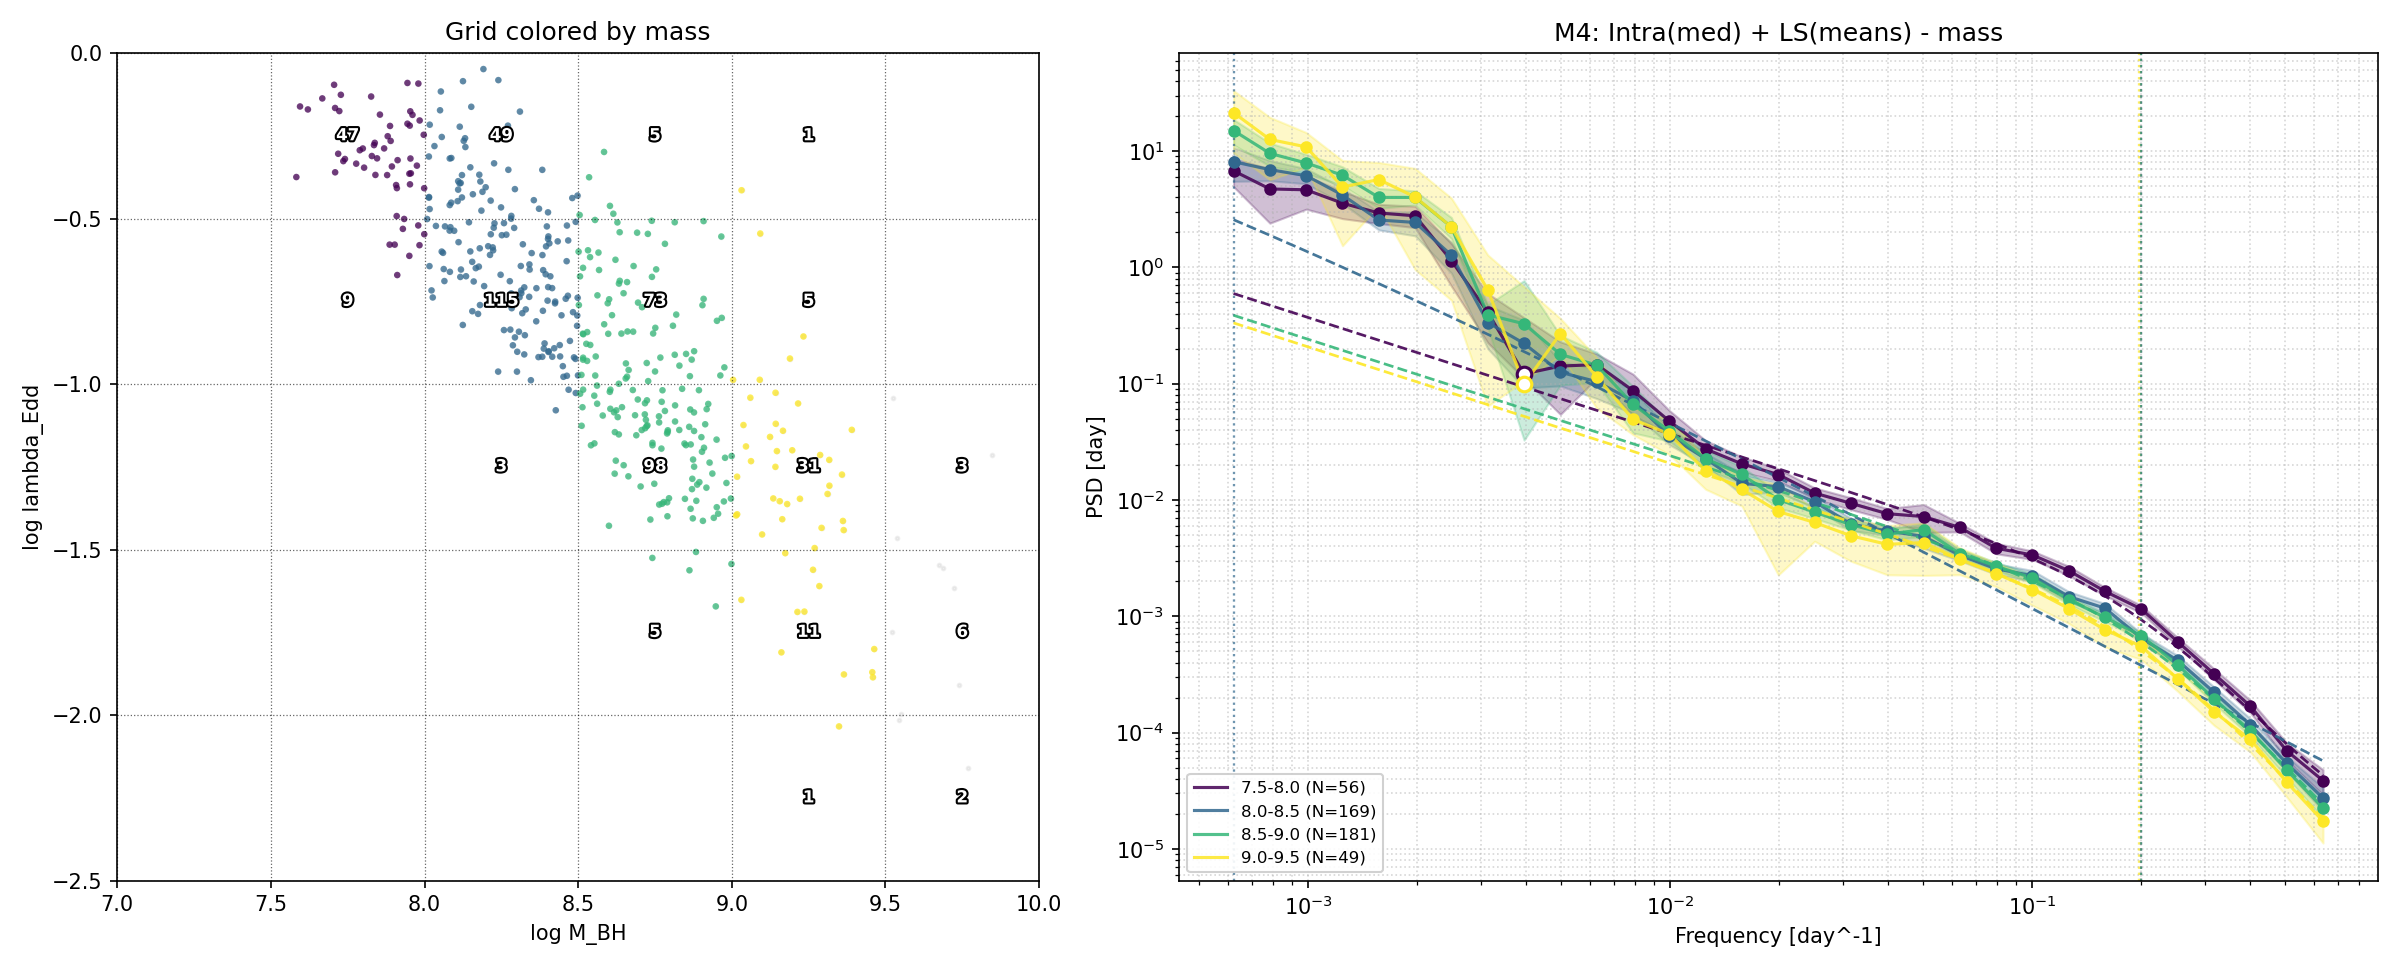 Grid colored by mass
0.0
−0.5
−1.0
−1.5
−2.0
−2.5
log lambda_Edd
47 49 5 1
9 115 73 5
3 98 31 3
5 11 6
1 2
7.0 7.5 8.0 8.5 9.0 9.5 10.0
log M_BH
M4: Intra(med) + LS(means) - mass
10¹
10⁰
10⁻¹
10⁻²
10⁻³
10⁻⁴
10⁻⁵
PSD [day]
7.5-8.0 (N=56)
8.0-8.5 (N=169)
8.5-9.0 (N=181)
9.0-9.5 (N=49)
10⁻³ 10⁻² 10⁻¹
Frequency [day^-1]